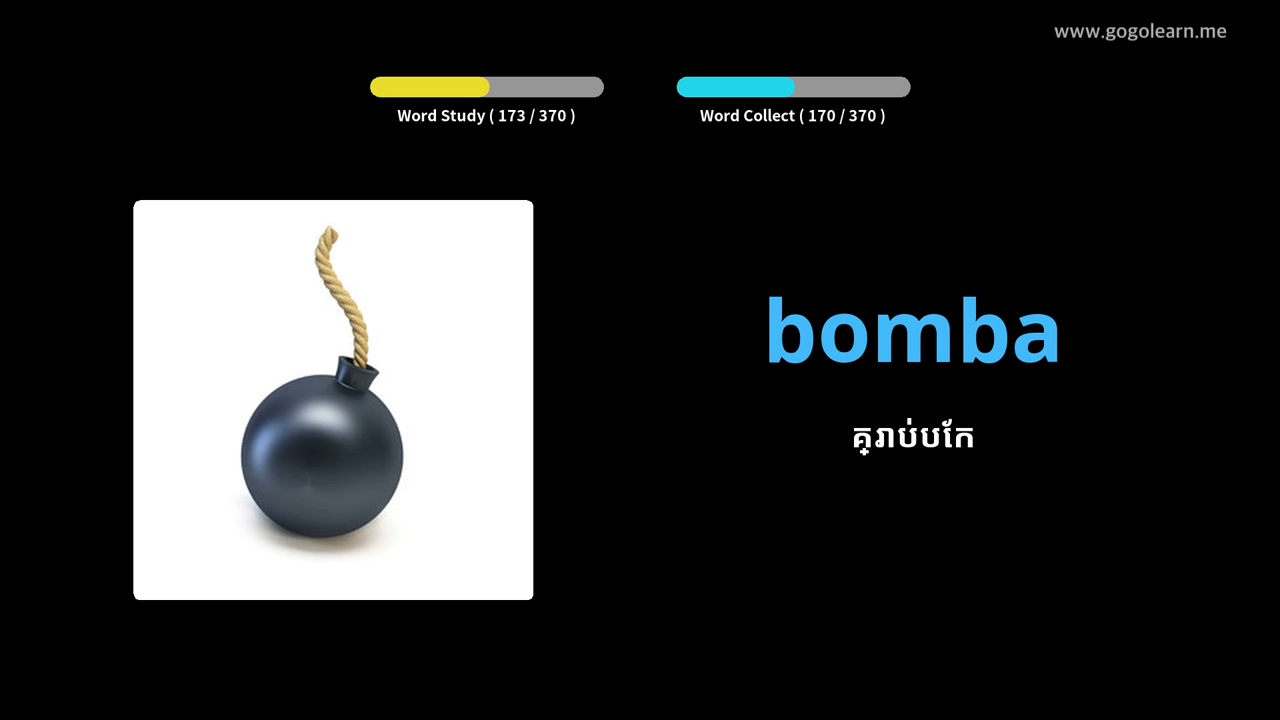 www.gogolearn.me
Word Study ( 173 / 370 )
Word Collect ( 170 / 370 )
bomba
គ្រាប់បកែ